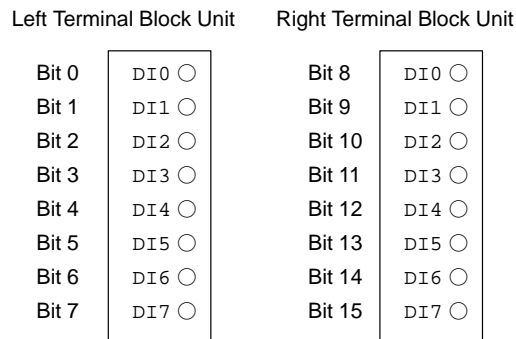 Left Terminal Block Unit Right Terminal Block Unit
Bit 0 DI0 Bit 8 DI0
Bit 1 DI1 Bit 9 DI1
Bit 2 DI2 Bit 10 DI2
Bit 3 DI3 Bit 11 DI3
Bit 4 DI4 Bit 12 DI4
Bit 5 DI5 Bit 13 DI5
Bit 6 DI6 Bit 14 DI6
Bit 7 DI7 Bit 15 DI7